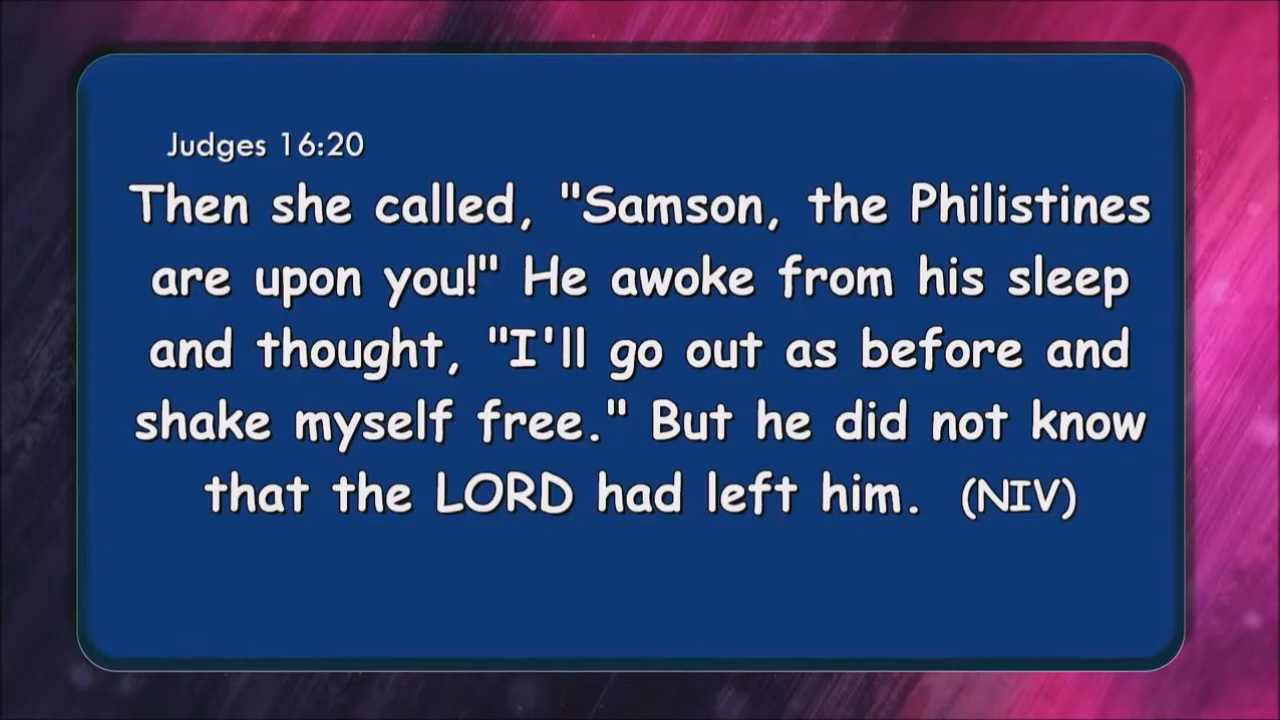 Judges 16:20
Then she called, "Samson, the Philistines
are upon you!" He awoke from his sleep
and thought, "I'll go out as before and
shake myself free." But he did not know
that the LORD had left him. (NIV)